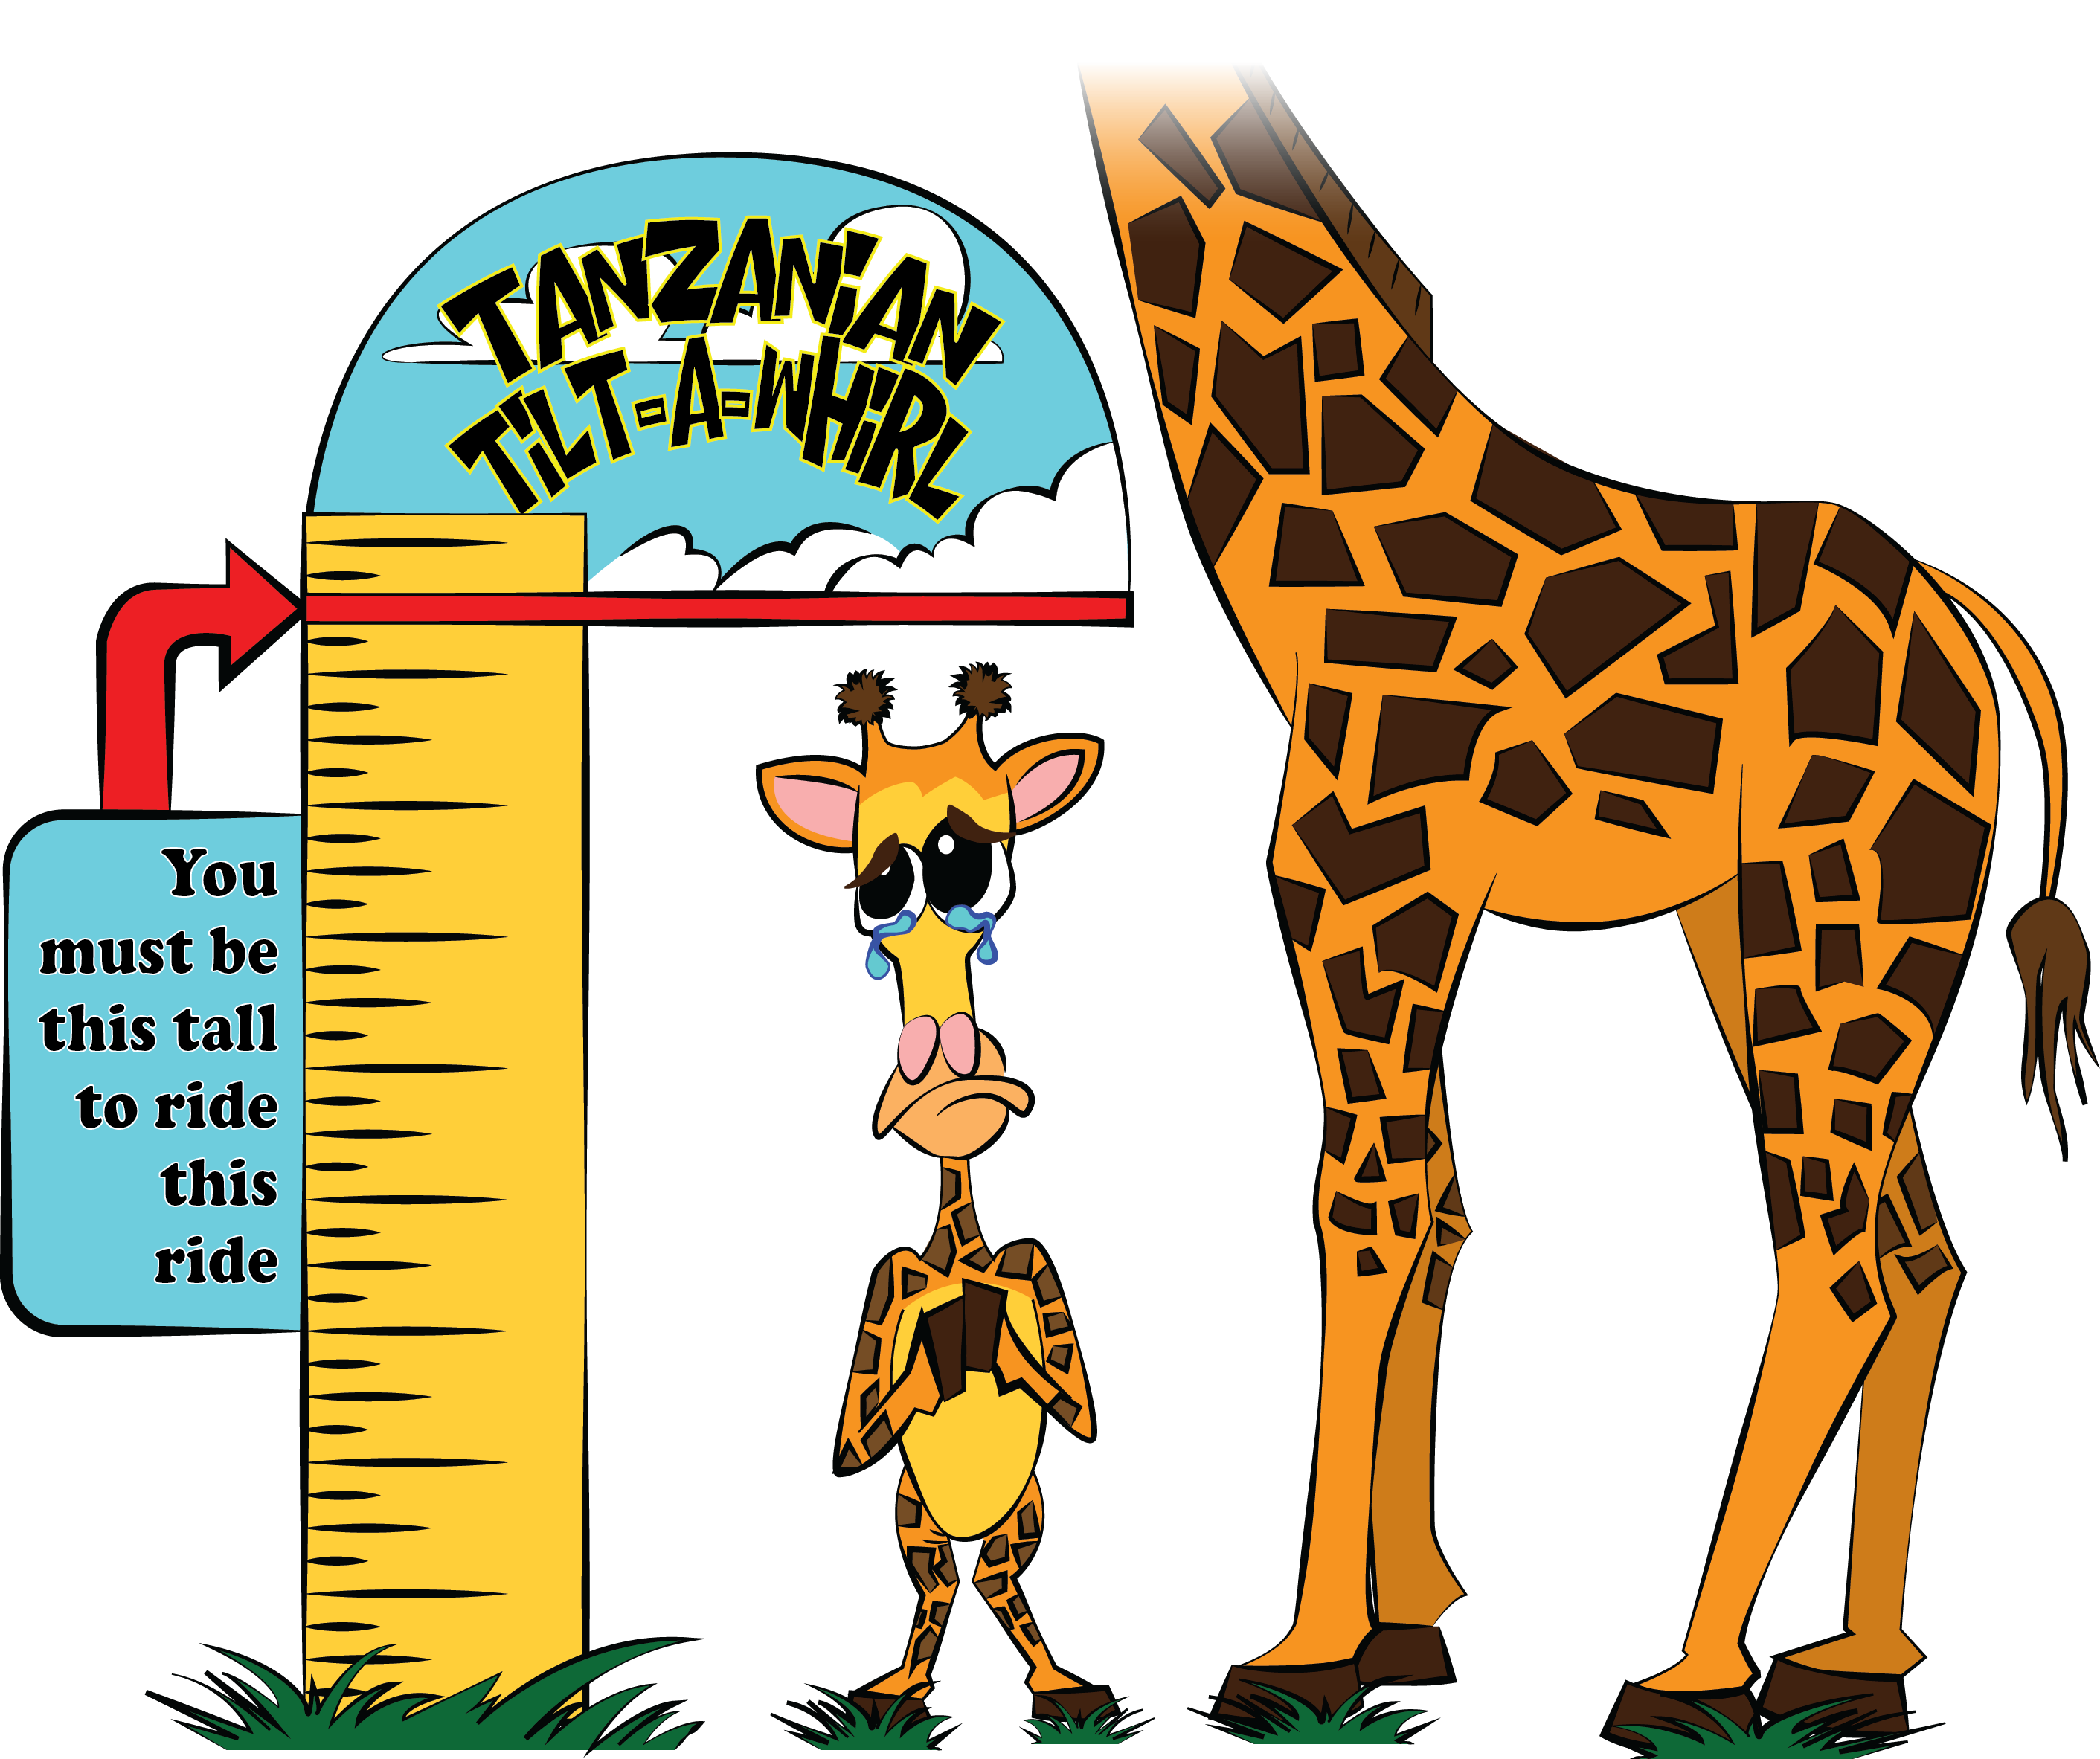 TANZANIAN
TILT-A-WHIRL
You
must be
this tall
to ride
this
ride